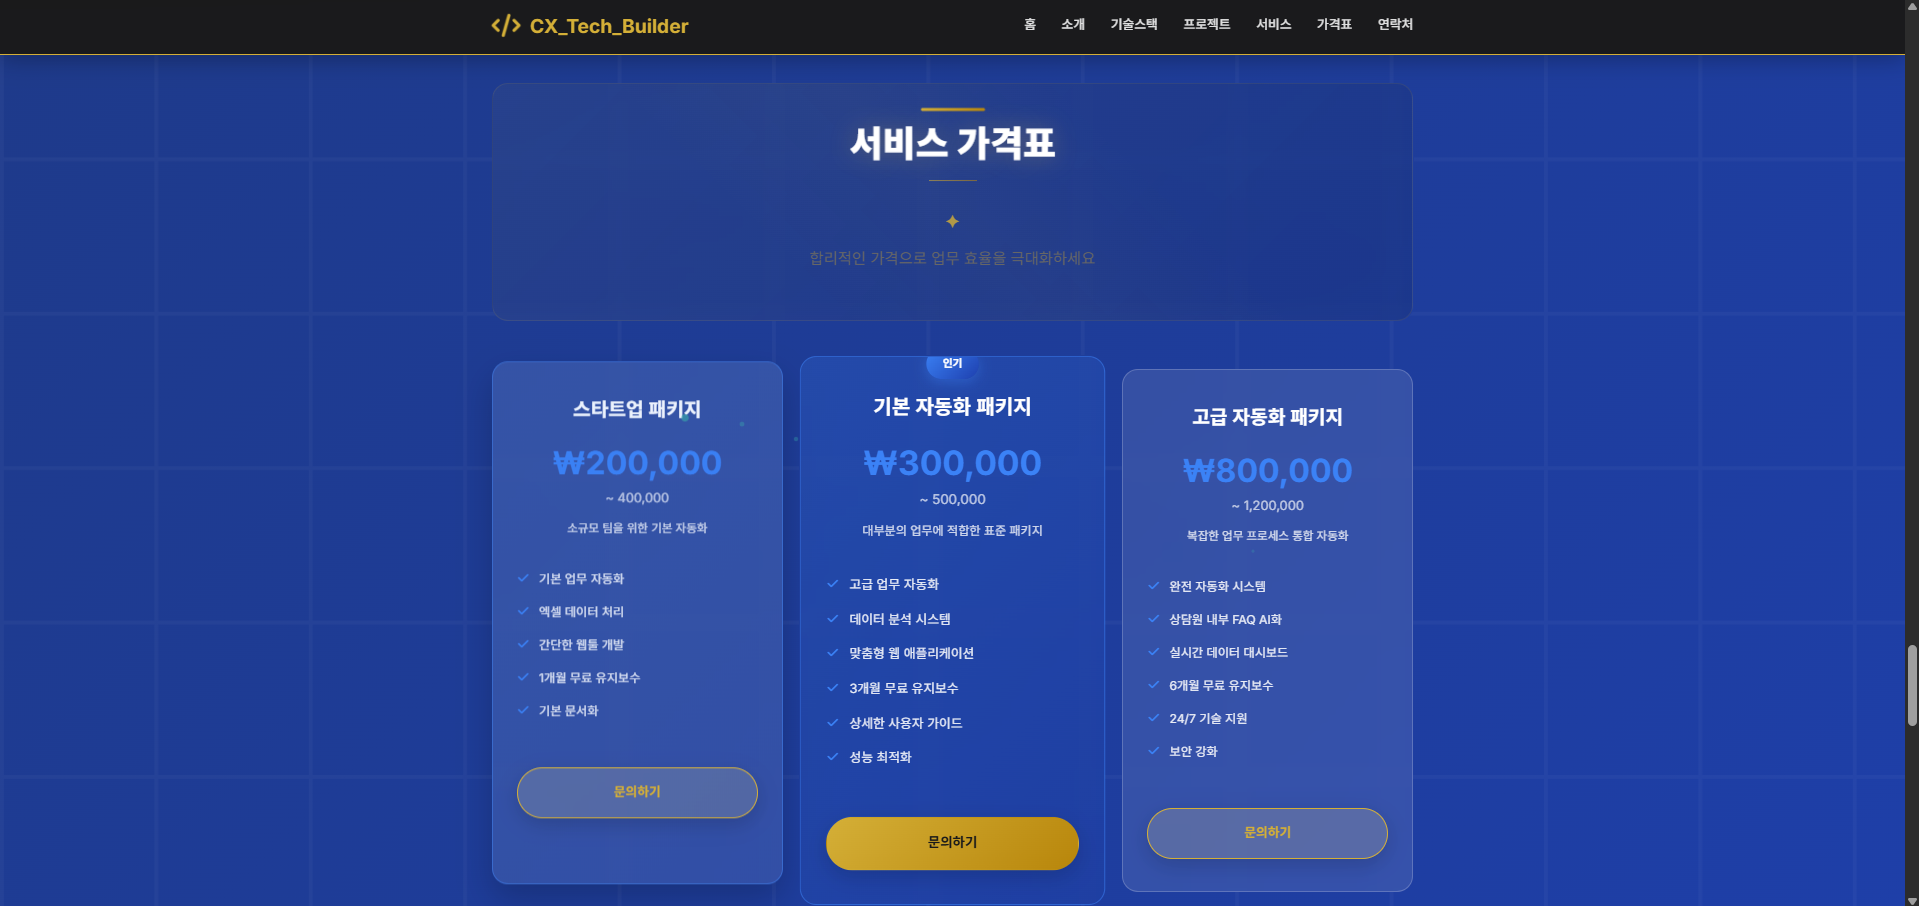 CX_Tech_Builder
홈 소개 기술스택 프로젝트 서비스 가격표 연락처
서비스 가격표
합리적인 가격으로 업무 효율을 극대화하세요
스타트업 패키지
₩200,000
~ 400,000
소규모 팀을 위한 기본 자동화
기본 업무 자동화
엑셀 데이터 처리
간단한 웹툴 개발
1개월 무료 유지보수
기본 문서화
문의하기
인기
기본 자동화 패키지
₩300,000
~ 500,000
대부분의 업무에 적합한 표준 패키지
고급 업무 자동화
데이터 분석 시스템
맞춤형 웹 애플리케이션
3개월 무료 유지보수
상세한 사용자 가이드
성능 최적화
문의하기
고급 자동화 패키지
₩800,000
~ 1,200,000
복잡한 업무 프로세스 통합 자동화
완전 자동화 시스템
상담원 내부 FAQ AI화
실시간 데이터 대시보드
6개월 무료 유지보수
24/7 기술 지원
보안 강화
문의하기